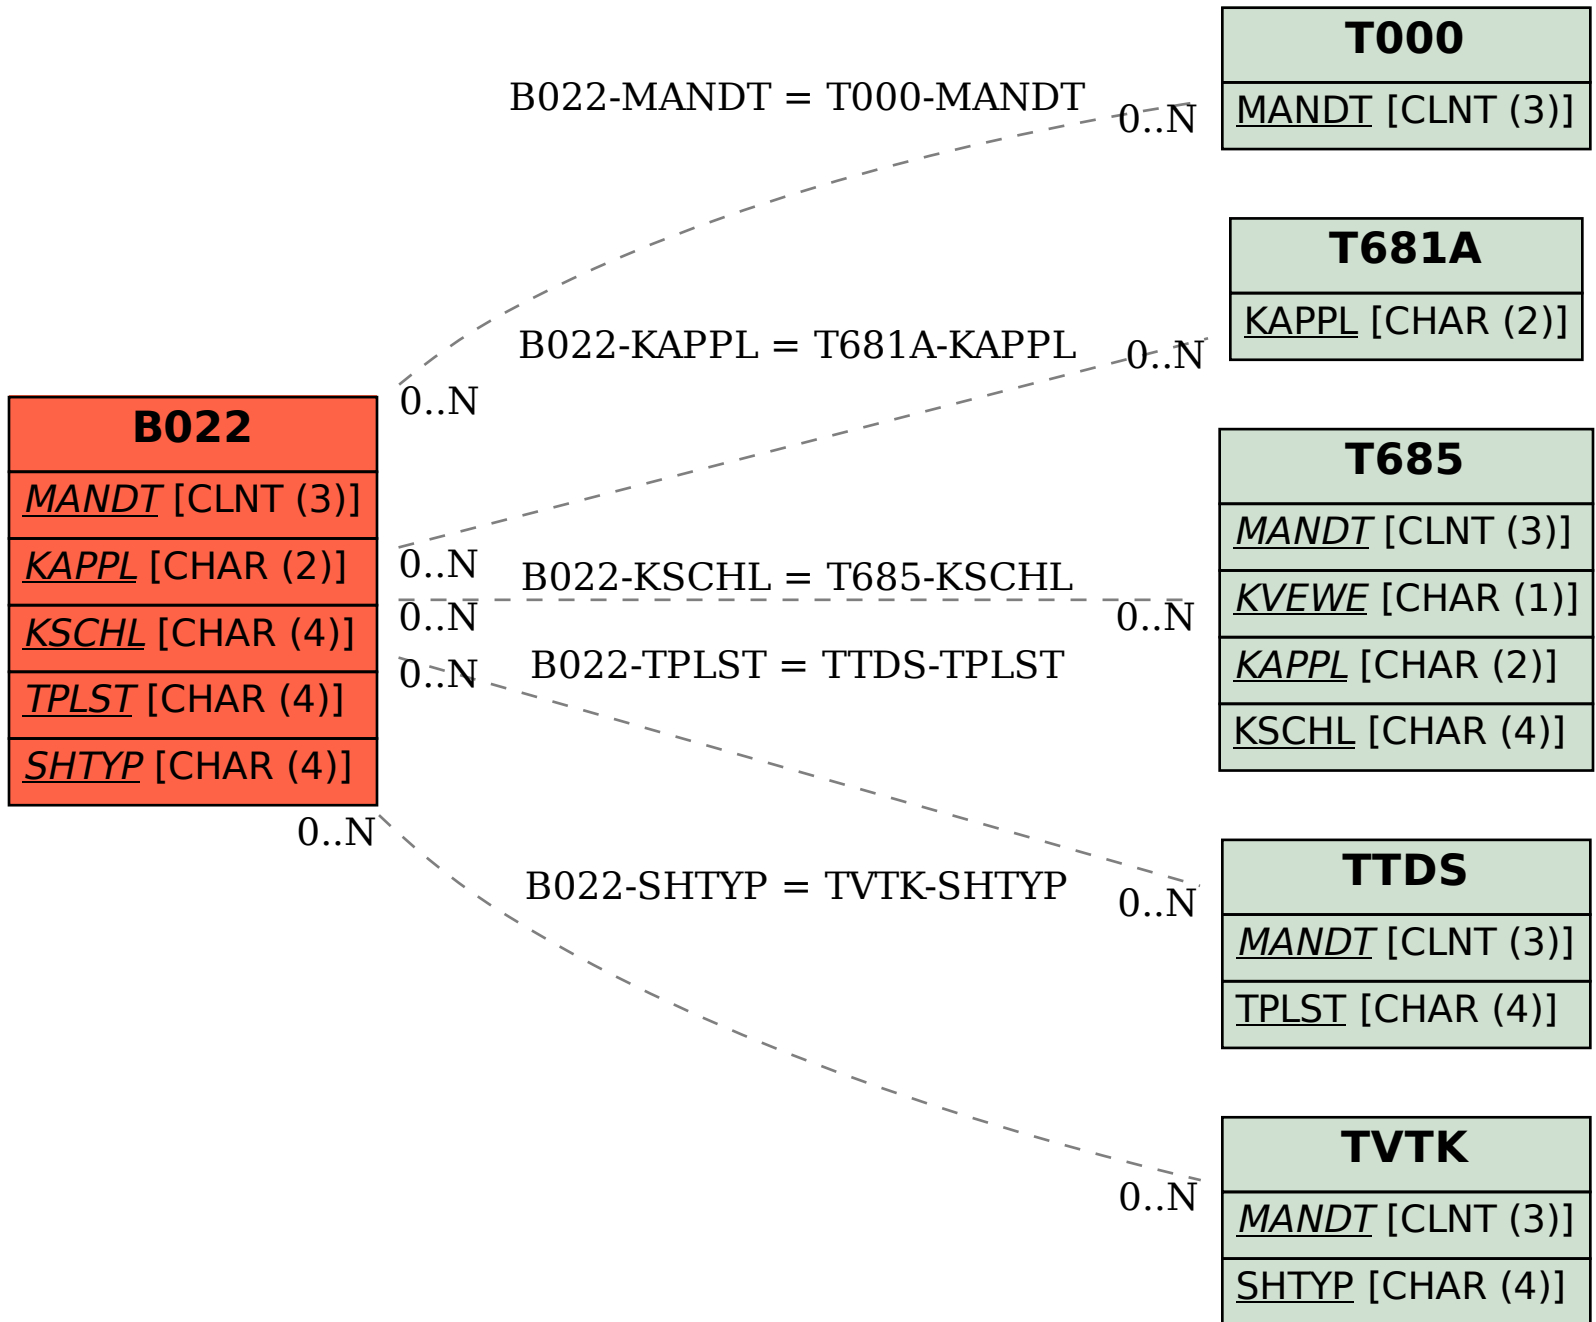 T000
MANDT [CLNT (3)]
B022-MANDT = T000-MANDT
0..N
0..N
T681A
KAPPL [CHAR (2)]
B022-KAPPL = T681A-KAPPL
0..N
0..N
B022
MANDT [CLNT (3)]
KAPPL [CHAR (2)]
KSCHL [CHAR (4)]
TPLST [CHAR (4)]
SHTYP [CHAR (4)]
B022-KSCHL = T685-KSCHL
0..N
0..N
T685
MANDT [CLNT (3)]
KVEWE [CHAR (1)]
KAPPL [CHAR (2)]
KSCHL [CHAR (4)]
B022-TPLST = TTDS-TPLST
0..N
0..N
TTDS
MANDT [CLNT (3)]
TPLST [CHAR (4)]
B022-SHTYP = TVTK-SHTYP
0..N
0..N
TVTK
MANDT [CLNT (3)]
SHTYP [CHAR (4)]